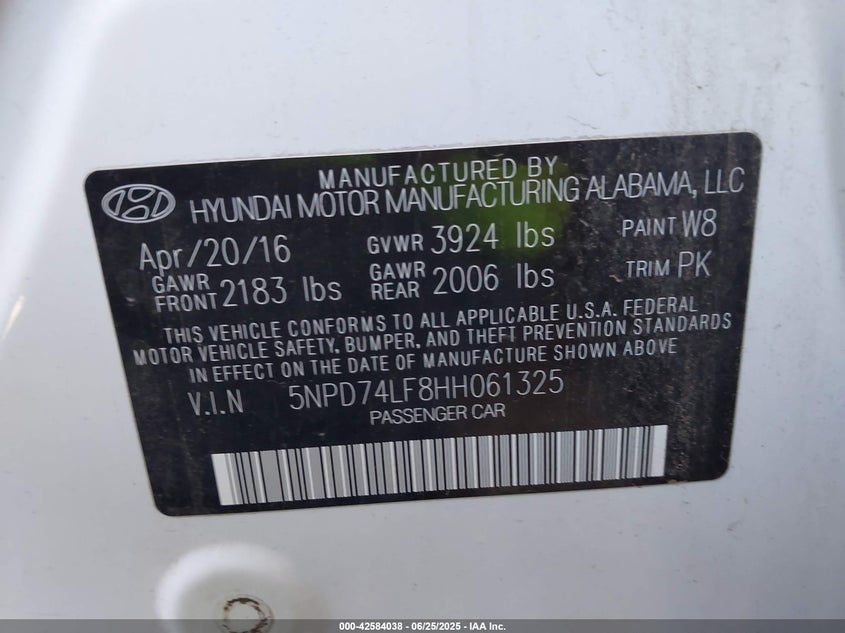 MANUFACTURED BY
HYUNDAI MOTOR MANUFACTURING ALABAMA, LLC
Apr/20/16 GVWR 3924 lbs PAINT W8
GAWR FRONT 2183 lbs GAWR REAR 2006 lbs TRIM PK
THIS VEHICLE CONFORMS TO ALL APPLICABLE U.S.A. FEDERAL
MOTOR VEHICLE SAFETY, BUMPER, AND THEFT PREVENTION STANDARDS
IN EFFECT ON THE DATE OF MANUFACTURE SHOWN ABOVE
V.I.N 5NPD74LF8HH061325
PASSENGER CAR
000-42584038 - 06/25/2025 - IAA Inc.